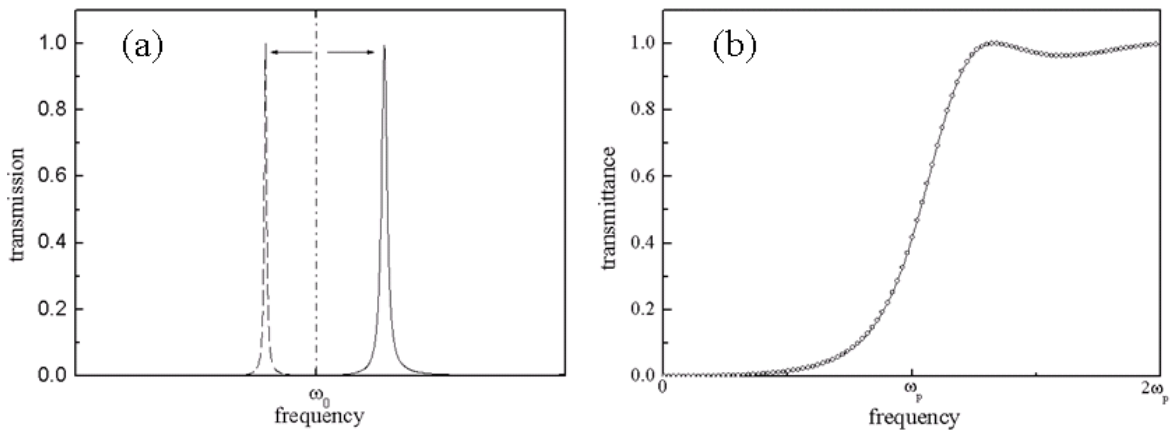 (a)
1.0
0.8
0.6
0.4
0.2
0.0
transmission
ω₀
frequency
(b)
1.0
0.8
0.6
0.4
0.2
0.0
transmittance
0
ωₚ
2ωₚ
frequency